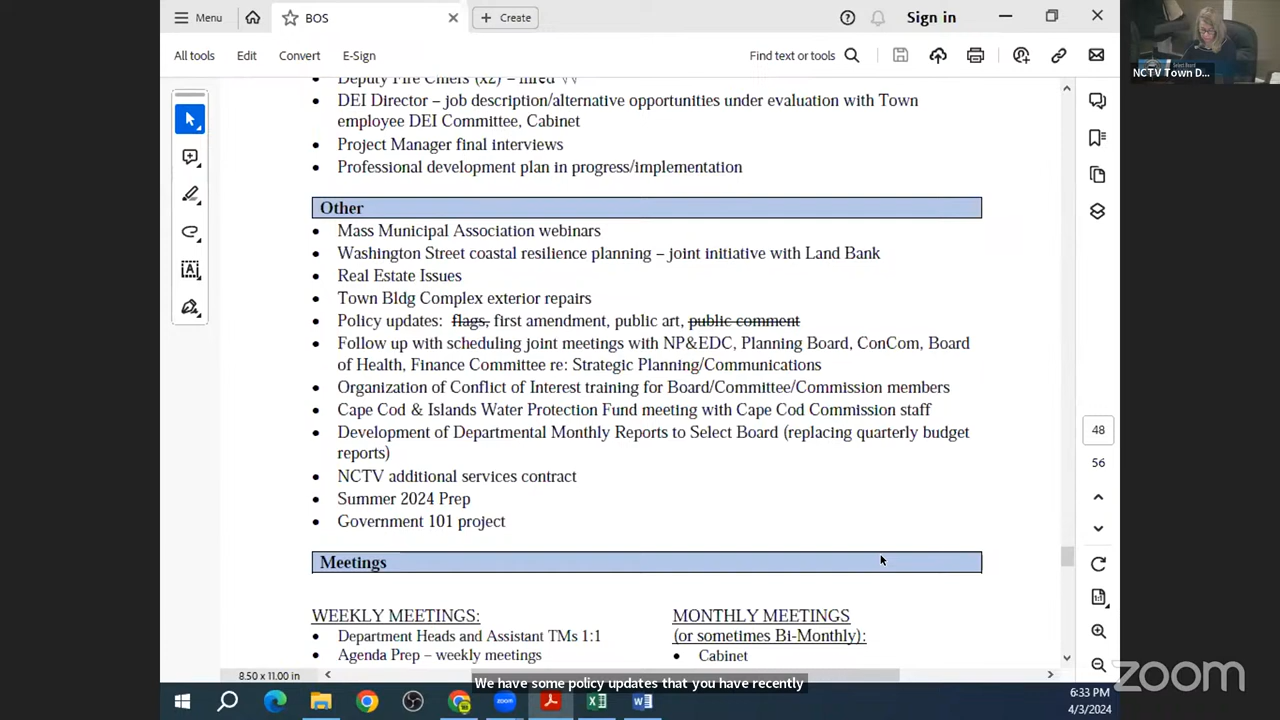 Menu
BOS
Create
Sign in
All tools
Edit
Convert
E-Sign
Find text or tools
NCTV Town D...
Deputy Fire Chiefs (x2) – hired √√
• DEI Director – job description/alternative opportunities under evaluation with Town
employee DEI Committee, Cabinet
• Project Manager final interviews
• Professional development plan in progress/implementation
Other
• Mass Municipal Association webinars
• Washington Street coastal resilience planning – joint initiative with Land Bank
• Real Estate Issues
• Town Bldg Complex exterior repairs
• Policy updates: flags, first amendment, public art, public comment
• Follow up with scheduling joint meetings with NP&EDC, Planning Board, ConCom, Board
of Health, Finance Committee re: Strategic Planning/Communications
• Organization of Conflict of Interest training for Board/Committee/Commission members
• Cape Cod & Islands Water Protection Fund meeting with Cape Cod Commission staff
• Development of Departmental Monthly Reports to Select Board (replacing quarterly budget
reports)
• NCTV additional services contract
• Summer 2024 Prep
• Government 101 project
Meetings
WEEKLY MEETINGS:
• Department Heads and Assistant TMs 1:1
• Agenda Prep – weekly meetings
MONTHLY MEETINGS
(or sometimes Bi-Monthly):
• Cabinet
48
56
8.50 x 11.00 in
We have some policy updates that you have recently
zoom
6:33 PM
4/3/2024